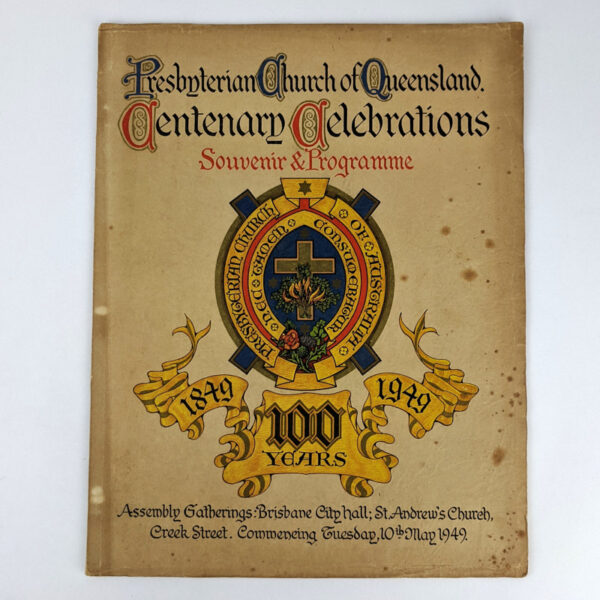 Presbyterian Church of Queensland.
Centenary Celebrations
Souvenir & Programme
PRESBYTERIAN CHURCH OF AUSTRALIA
NEC TAMEN CONSUMEBATUR
1849
1949
100
YEARS
Assembly Gatherings: Brisbane City hall; St. Andrew's Church,
Creek Street. Commencing Tuesday, 10th May 1949.